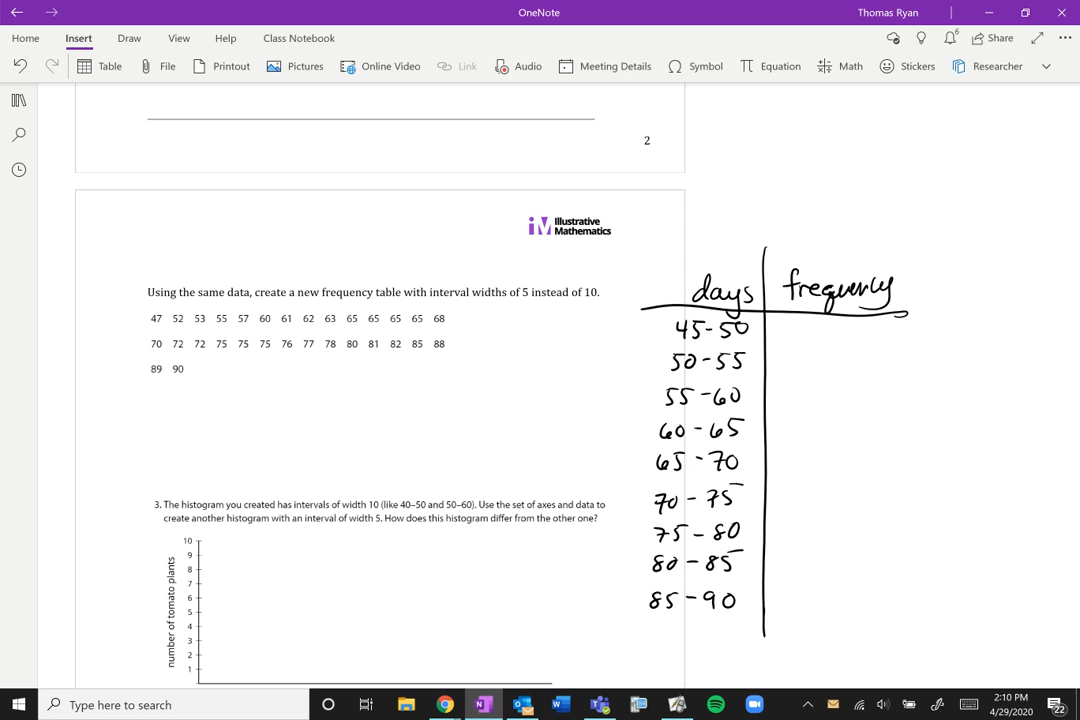 OneNote
Thomas Ryan
Home Insert Draw View Help Class Notebook
6 Share
Table File Printout Pictures Online Video Link Audio Meeting Details Symbol Equation Math Stickers Researcher
2
Illustrative
Mathematics
Using the same data, create a new frequency table with interval widths of 5 instead of 10.
47 52 53 55 57 60 61 62 63 65 65 65 65 68
70 72 72 75 75 75 76 77 78 80 81 82 85 88
89 90
days frequency
45-50
50-55
55-60
60-65
65-70
70-75
75-80
80-85
85-90
3. The histogram you created has intervals of width 10 (like 40–50 and 50–60). Use the set of axes and data to
create another histogram with an interval of width 5. How does this histogram differ from the other one?
number of tomato plants
10
9
8
7
6
5
4
3
2
1
Type here to search
2:10 PM
4/29/2020
22